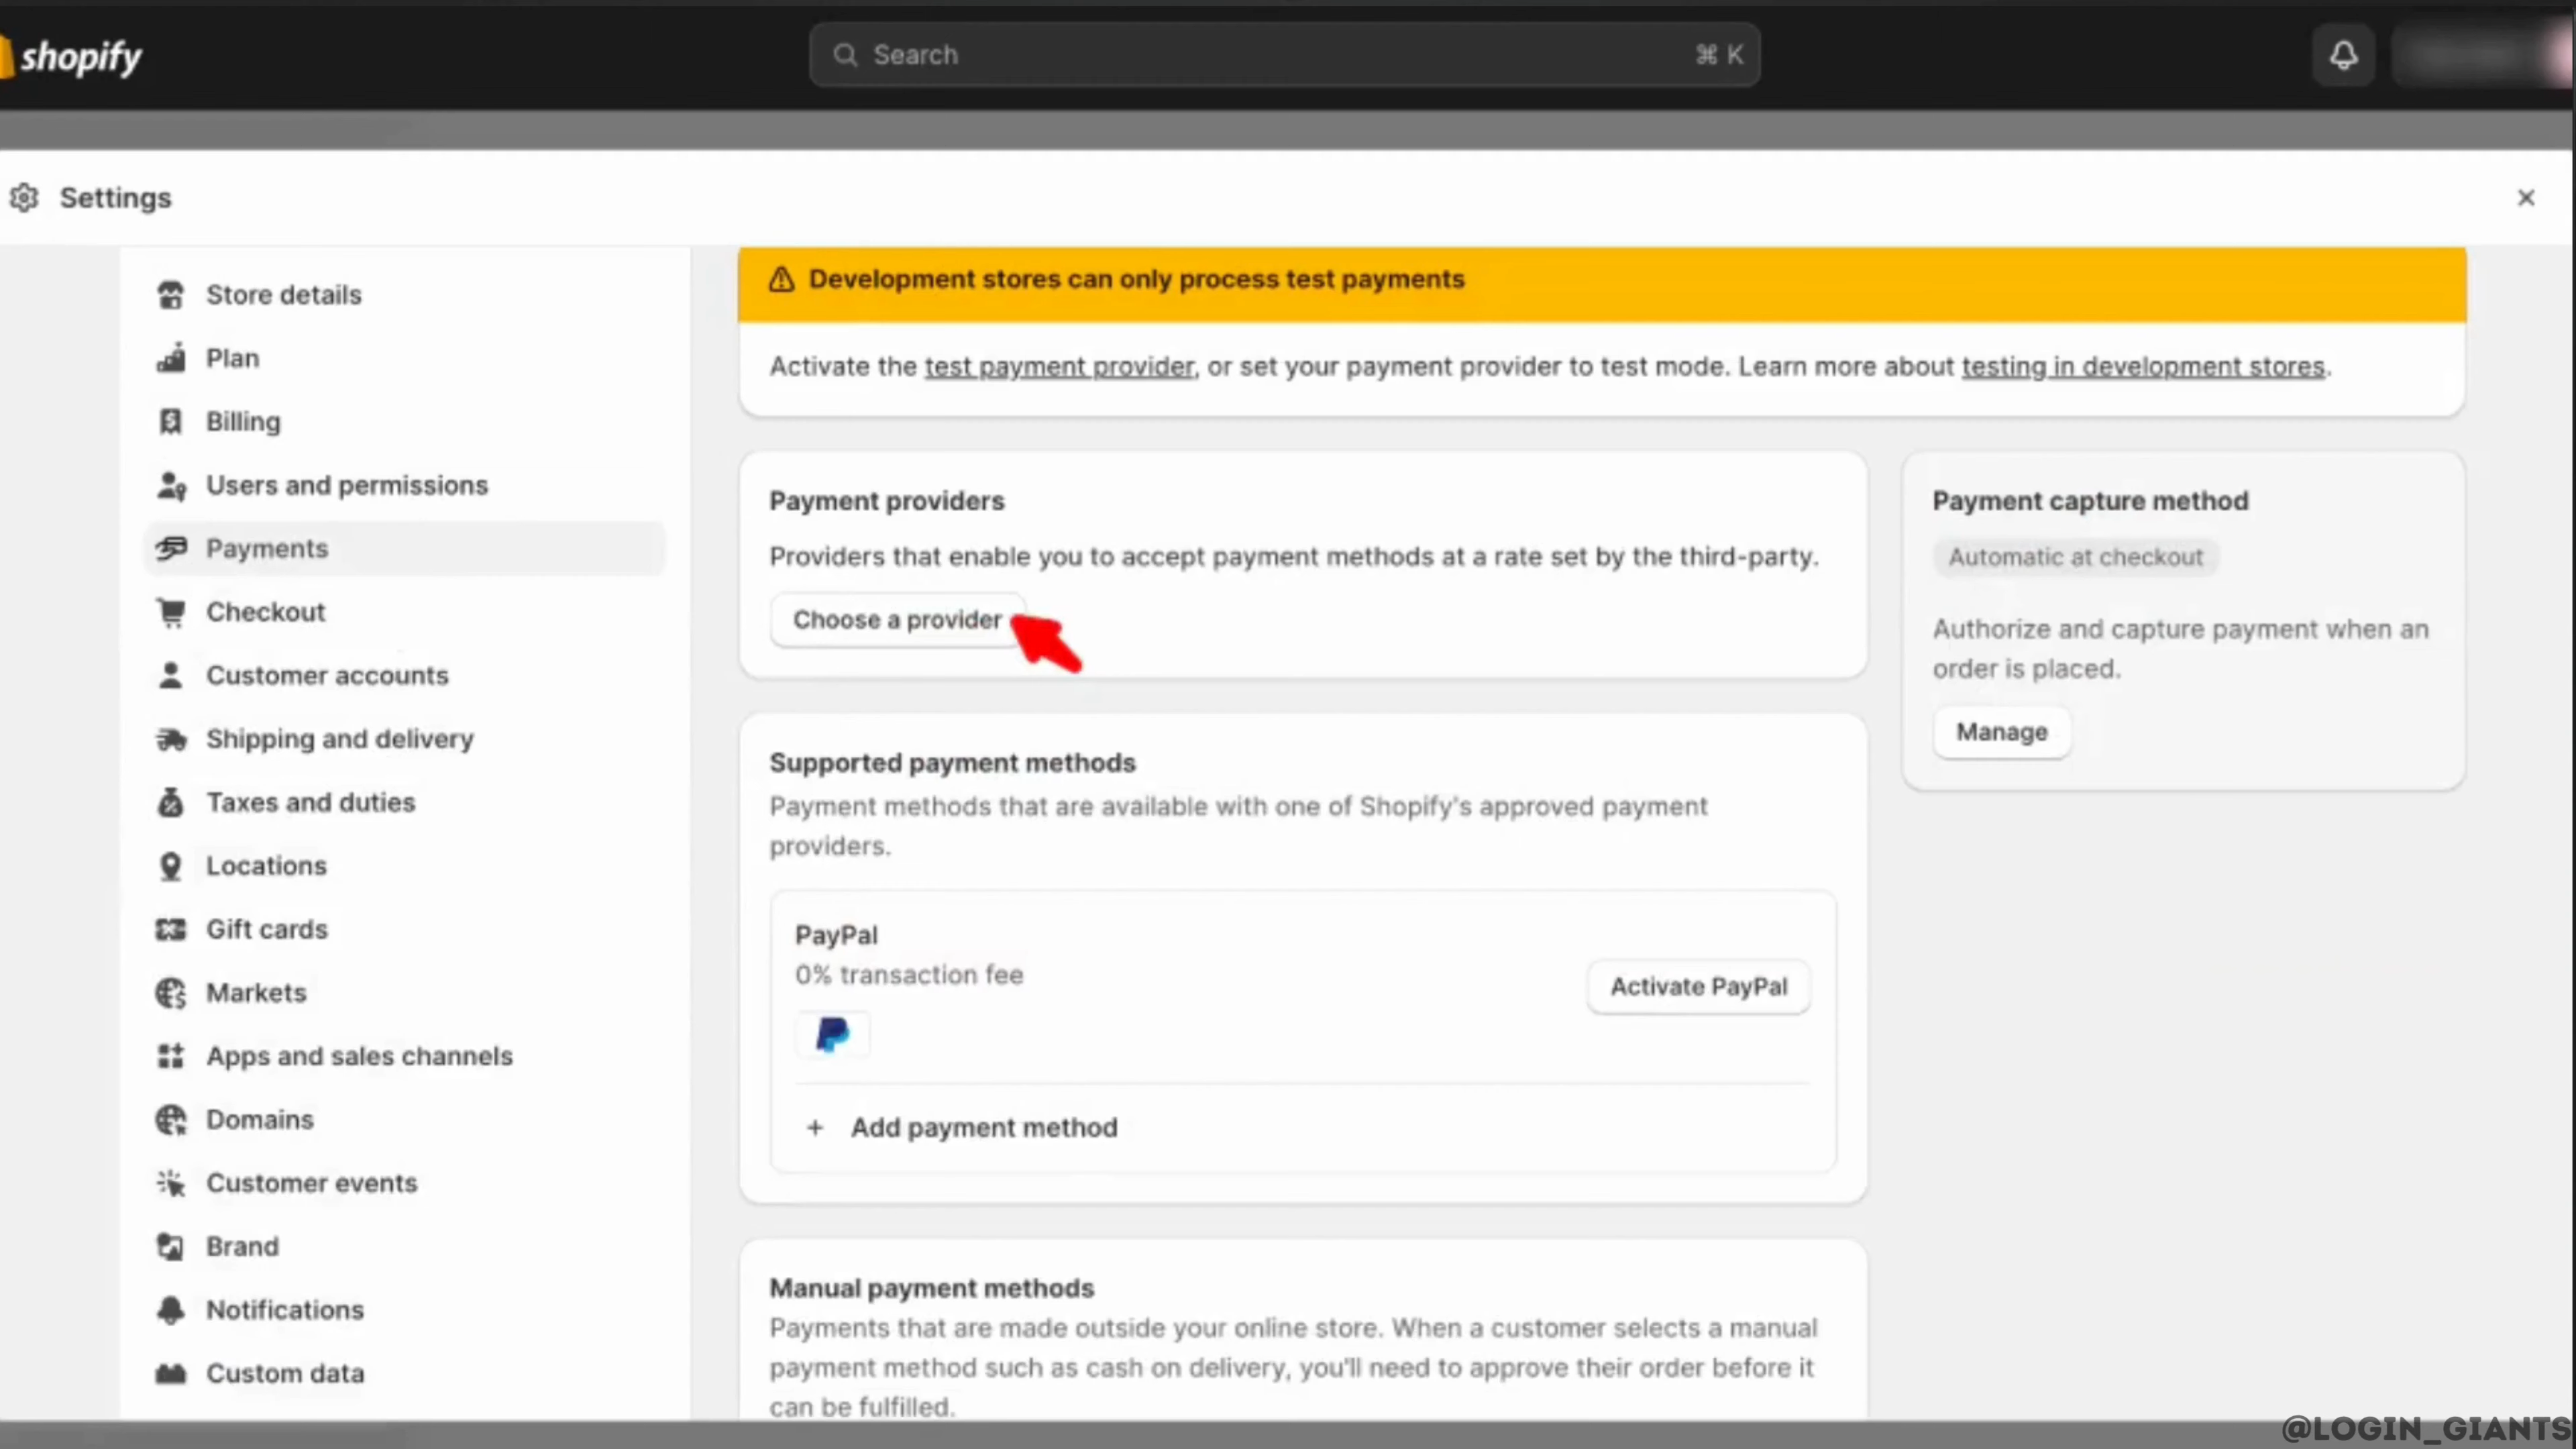 shopify
Search
⌘ K
Settings
Store details
Plan
Billing
Users and permissions
Payments
Checkout
Customer accounts
Shipping and delivery
Taxes and duties
Locations
Gift cards
Markets
Apps and sales channels
Domains
Customer events
Brand
Notifications
Custom data
Development stores can only process test payments
Activate the test payment provider, or set your payment provider to test mode. Learn more about testing in development stores.
Payment providers
Providers that enable you to accept payment methods at a rate set by the third-party.
Choose a provider
Supported payment methods
Payment methods that are available with one of Shopify's approved payment
providers.
PayPal
0% transaction fee
Activate PayPal
+ Add payment method
Manual payment methods
Payments that are made outside your online store. When a customer selects a manual
payment method such as cash on delivery, you'll need to approve their order before it
can be fulfilled.
Payment capture method
Automatic at checkout
Authorize and capture payment when an
order is placed.
Manage
@LOGIN_GIANTS